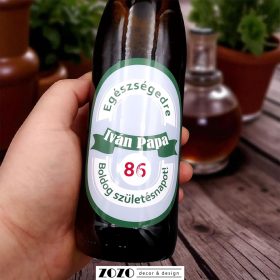 Egészségedre
Iván Papa
86
Boldog születésnapot!
ZOZO decor & design